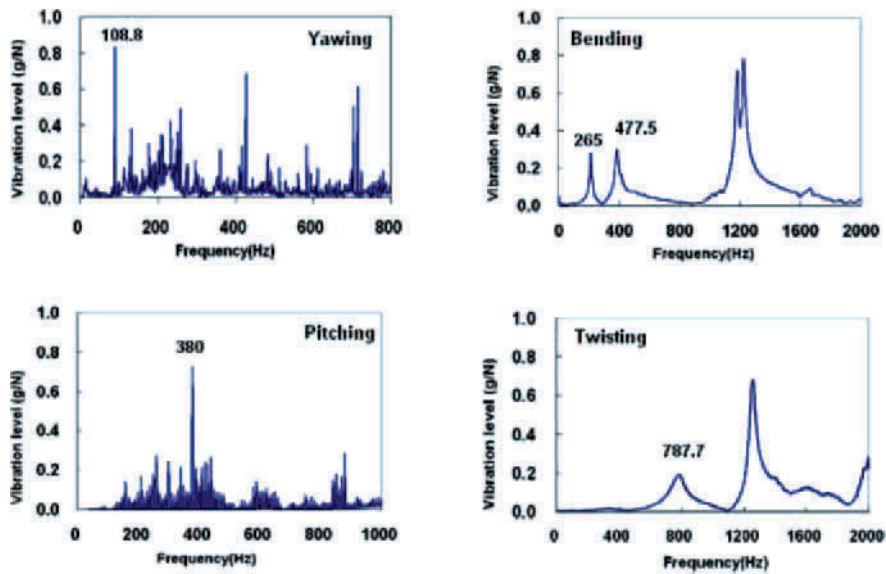 1.0
108.8
Yawing
0.8
0.6
0.4
0.2
0.0
Vibration level (g/N)
0 200 400 600 800
Frequency(Hz)
1.0
Bending
0.8
0.6
0.4
265 477.5
0.2
0.0
Vibration level (g/N)
0 400 800 1200 1600 2000
Frequency(Hz)
1.0
Pitching
0.8
380
0.6
0.4
0.2
0.0
Vibration level (g/N)
0 200 400 600 800 1000
Frequency(Hz)
1.0
Twisting
0.8
0.6
0.4
787.7
0.2
0.0
Vibration level (g/N)
0 400 800 1200 1600 2000
Frequency(Hz)